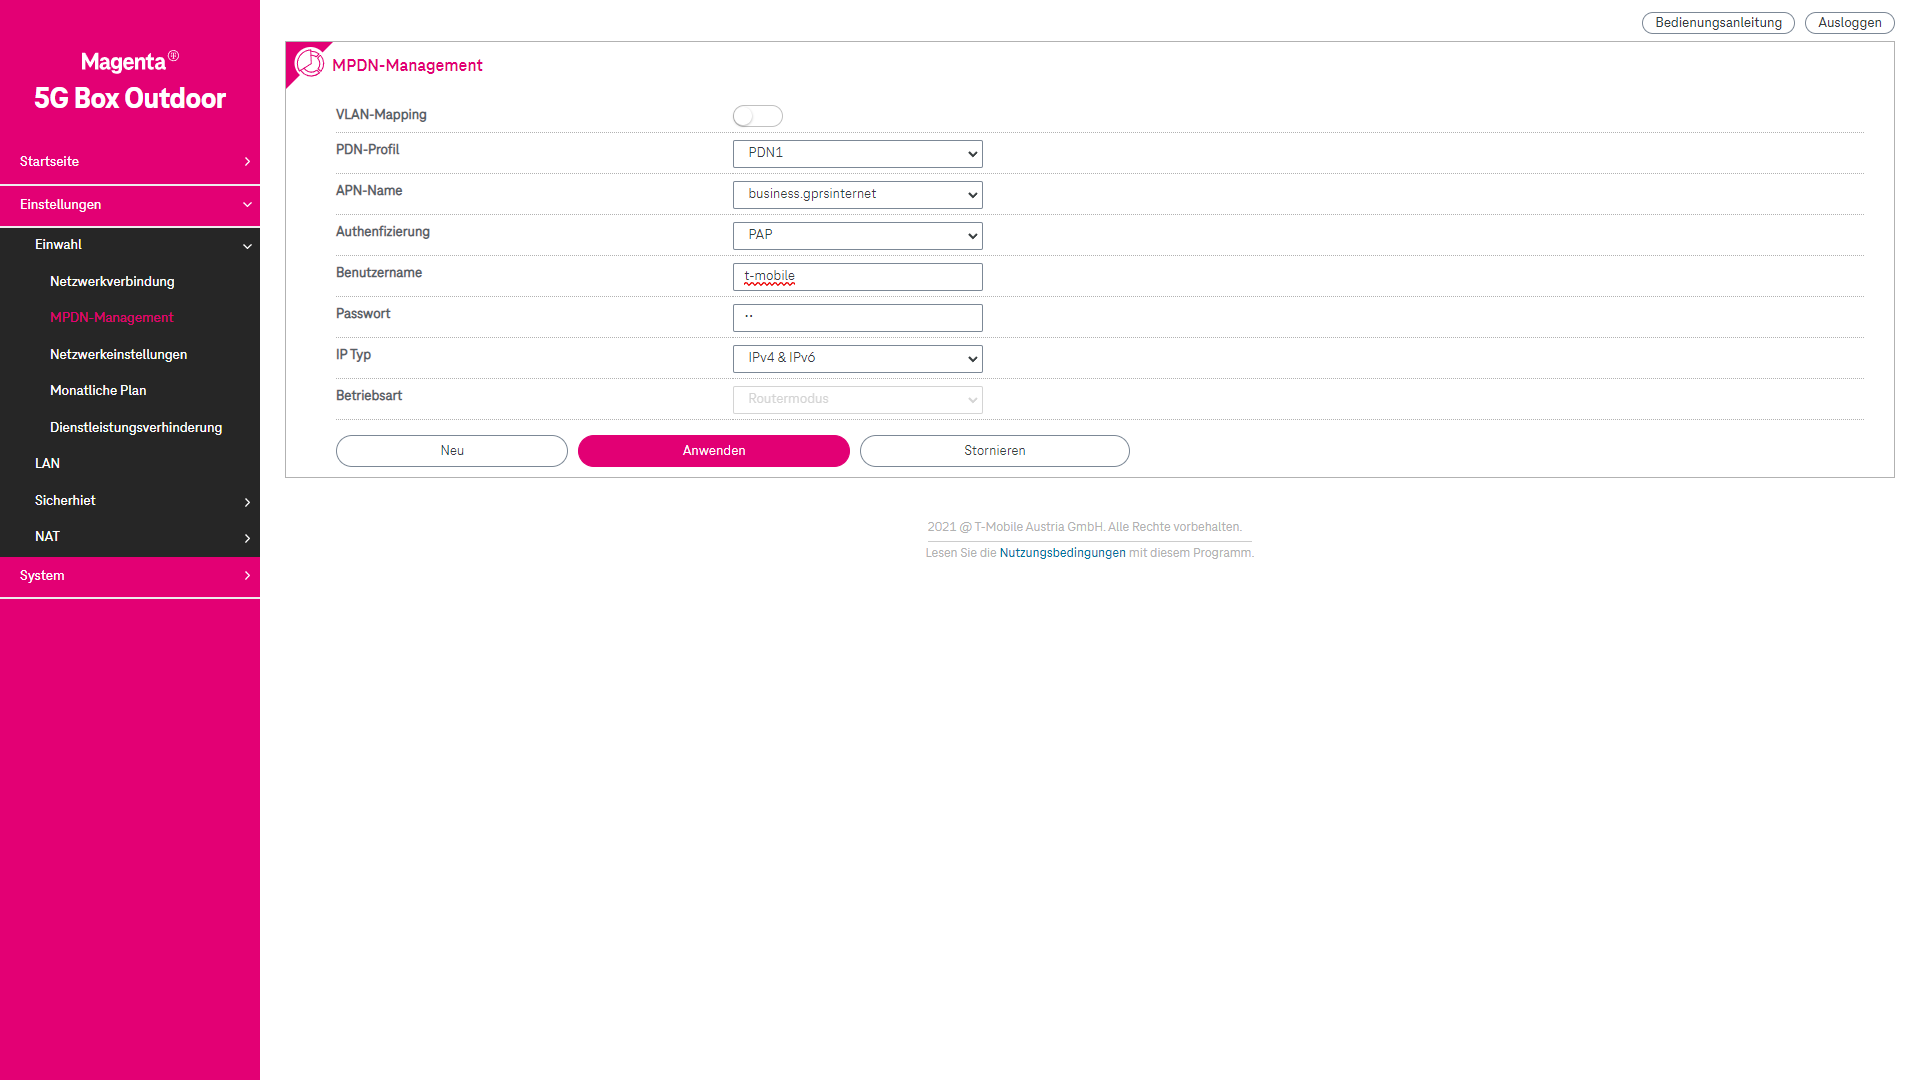 Bedienungsanleitung
Ausloggen
Magenta
5G Box Outdoor
Startseite
Einstellungen
Einwahl
Netzwerkverbindung
MPDN-Management
Netzwerkeinstellungen
Monatliche Plan
Dienstleistungsverhinderung
LAN
Sicherhiet
NAT
System
MPDN-Management
VLAN-Mapping
PDN-Profil PDN1
APN-Name business.gprsinternet
Authenfizierung PAP
Benutzername t-mobile
Passwort ··
IP Typ IPv4 & IPv6
Betriebsart Routermodus
Neu Anwenden Stornieren
2021 @ T-Mobile Austria GmbH. Alle Rechte vorbehalten.
Lesen Sie die Nutzungsbedingungen mit diesem Programm.